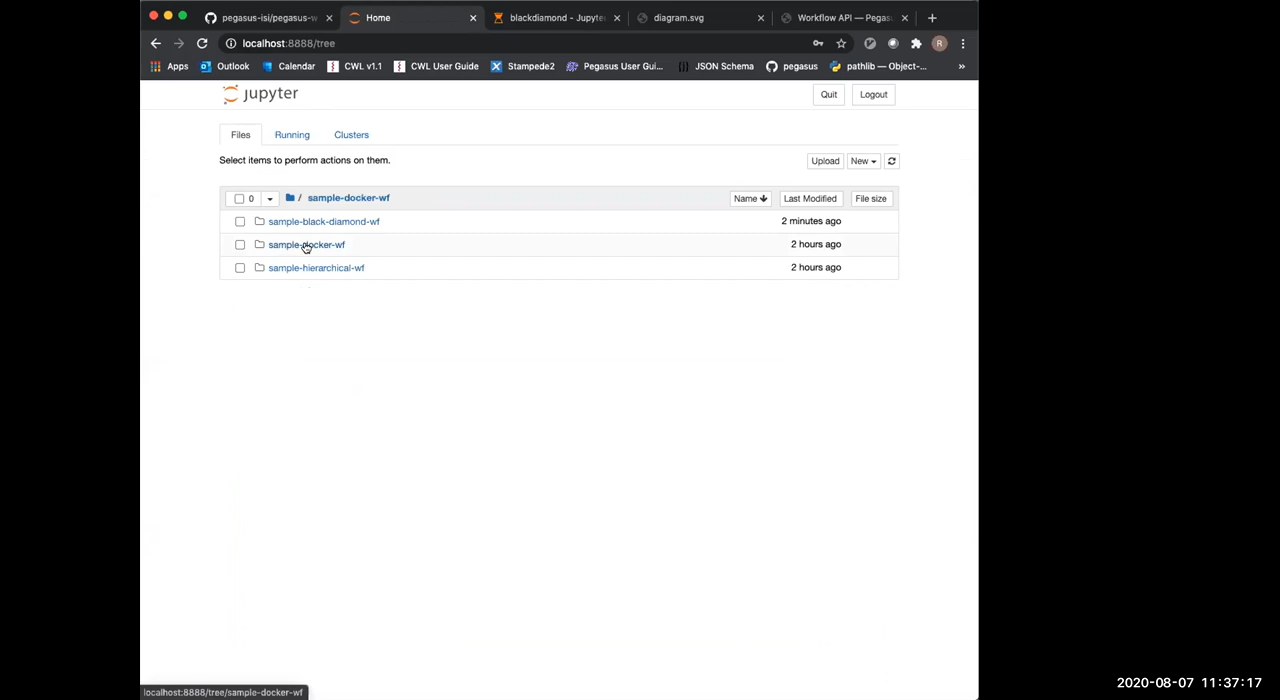 pegasus-isi/pegasus-w
Home
blackdiamond - Jupyte
diagram.svg
Workflow API — Pegasu
localhost:8888/tree
R
Apps
Outlook
Calendar
CWL v1.1
CWL User Guide
Stampede2
Pegasus User Gui...
JSON Schema
pegasus
pathlib — Object-...
»
jupyter
Quit
Logout
Files
Running
Clusters
Select items to perform actions on them.
Upload
New
0
/ sample-docker-wf
Name
Last Modified
File size
sample-black-diamond-wf
2 minutes ago
sample-docker-wf
2 hours ago
sample-hierarchical-wf
2 hours ago
localhost:8888/tree/sample-docker-wf
2020-08-07 11:37:17